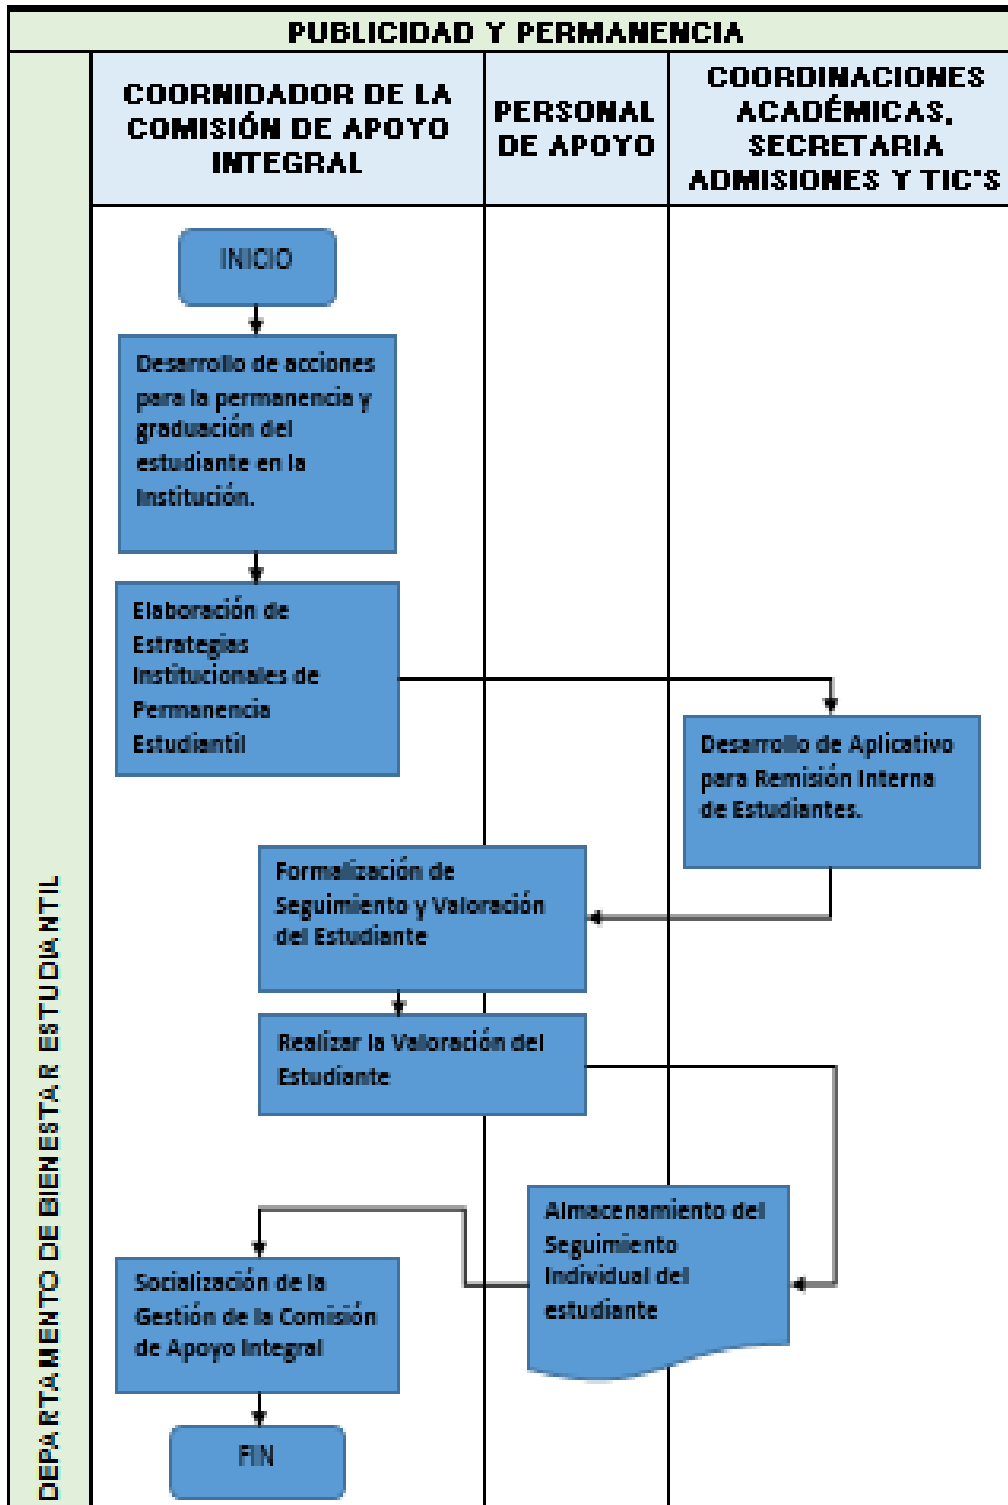 PUBLICIDAD Y PERMANENCIA
COORNIDADOR DE LA
COMISIÓN DE APOYO
INTEGRAL
PERSONAL
DE APOYO
COORDINACIONES
ACADÉMICAS,
SECRETARIA
ADMISIONES Y TIC'S
DEPARTAMENTO DE BIENESTAR ESTUDIANTIL
INICIO
Desarrollo de acciones
para la permanencia y
graduación del
estudiante en la
Institución.
Elaboración de
Estrategias
Institucionales de
Permanencia
Estudiantil
Desarrollo de Aplicativo
para Remisión Interna
de Estudiantes.
Formalización de
Seguimiento y Valoración
del Estudiante
Realizar la Valoración del
Estudiante
Almacenamiento del
Seguimiento
Individual del
estudiante
Socialización de la
Gestión de la Comisión
de Apoyo Integral
FIN